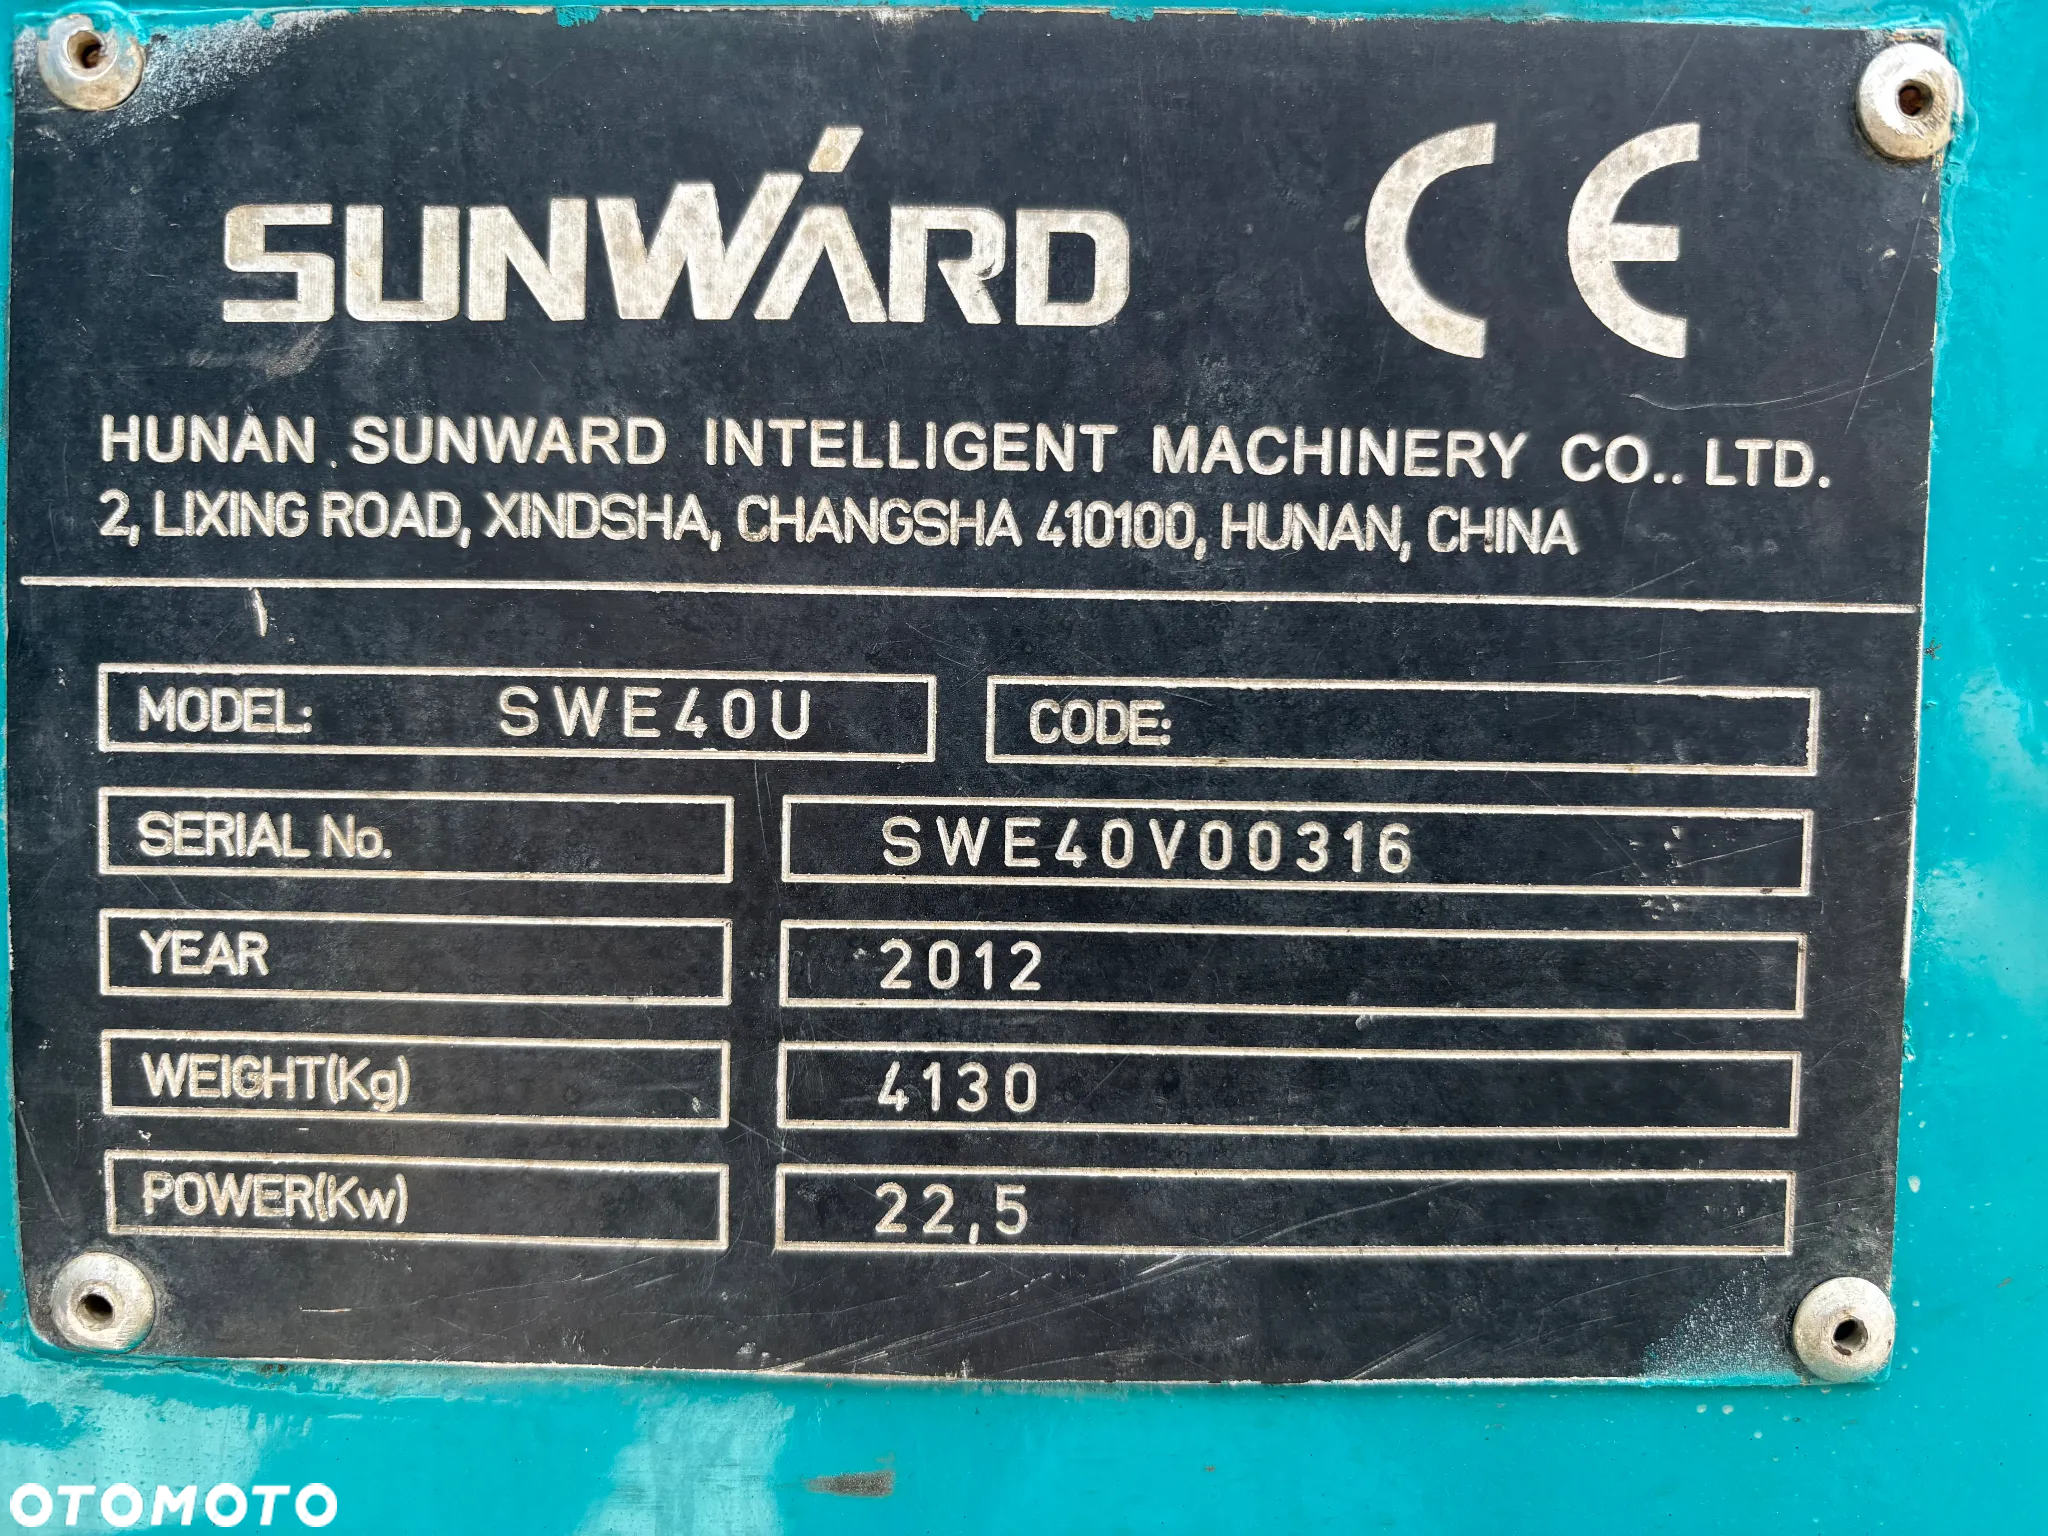 SUNWARD CE
HUNAN SUNWARD INTELLIGENT MACHINERY CO.. LTD.
2, LIXING ROAD, XINDSHA, CHANGSHA 410100, HUNAN, CHINA
MODEL: SWE40U CODE:
SERIAL No. SWE40V00316
YEAR 2012
WEIGHT(Kg) 4130
POWER(Kw) 22,5
OTOMOTO